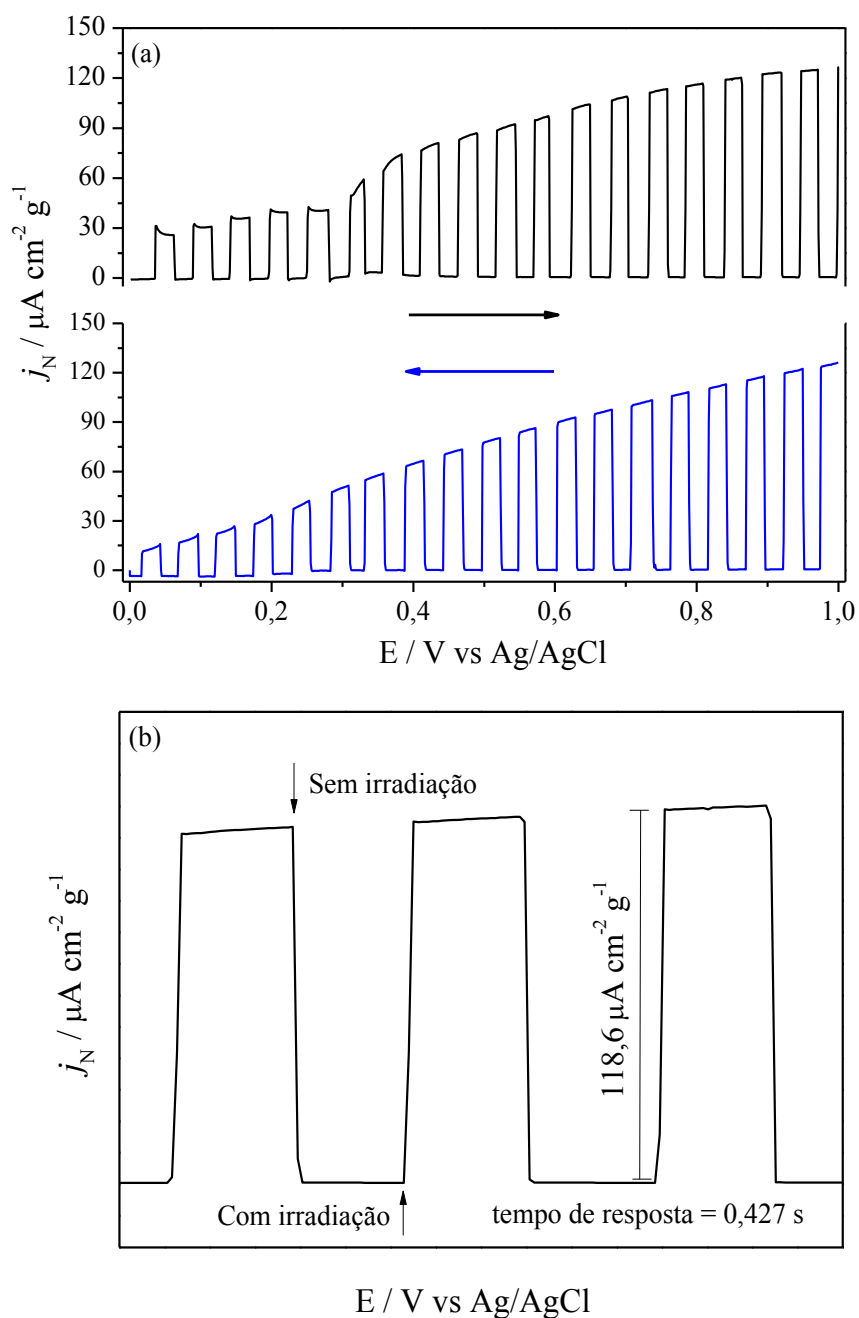 (a)
150
120
90
60
30
0
150
120
90
60
30
0
j_N / µA cm⁻² g⁻¹
0,0 0,2 0,4 0,6 0,8 1,0
E / V vs Ag/AgCl
(b)
Sem irradiação
118,6 µA cm⁻² g⁻¹
j_N / µA cm⁻² g⁻¹
Com irradiação
tempo de resposta = 0,427 s
E / V vs Ag/AgCl